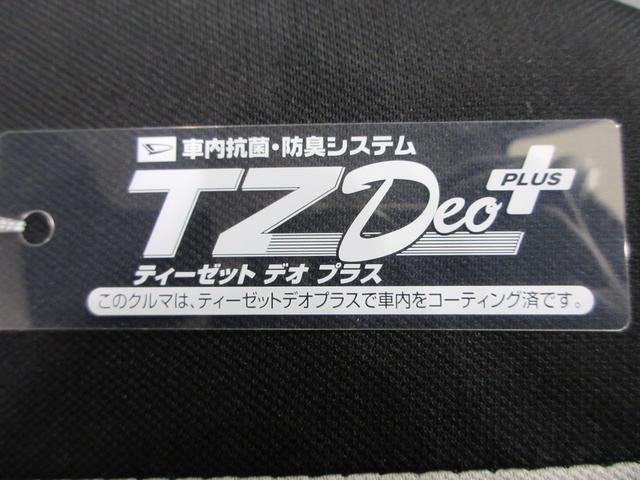 車内抗菌・防臭システム
TZDeo PLUS
ティーゼット デオ プラス
このクルマは、ティーゼットデオプラスで車内をコーティング済です。